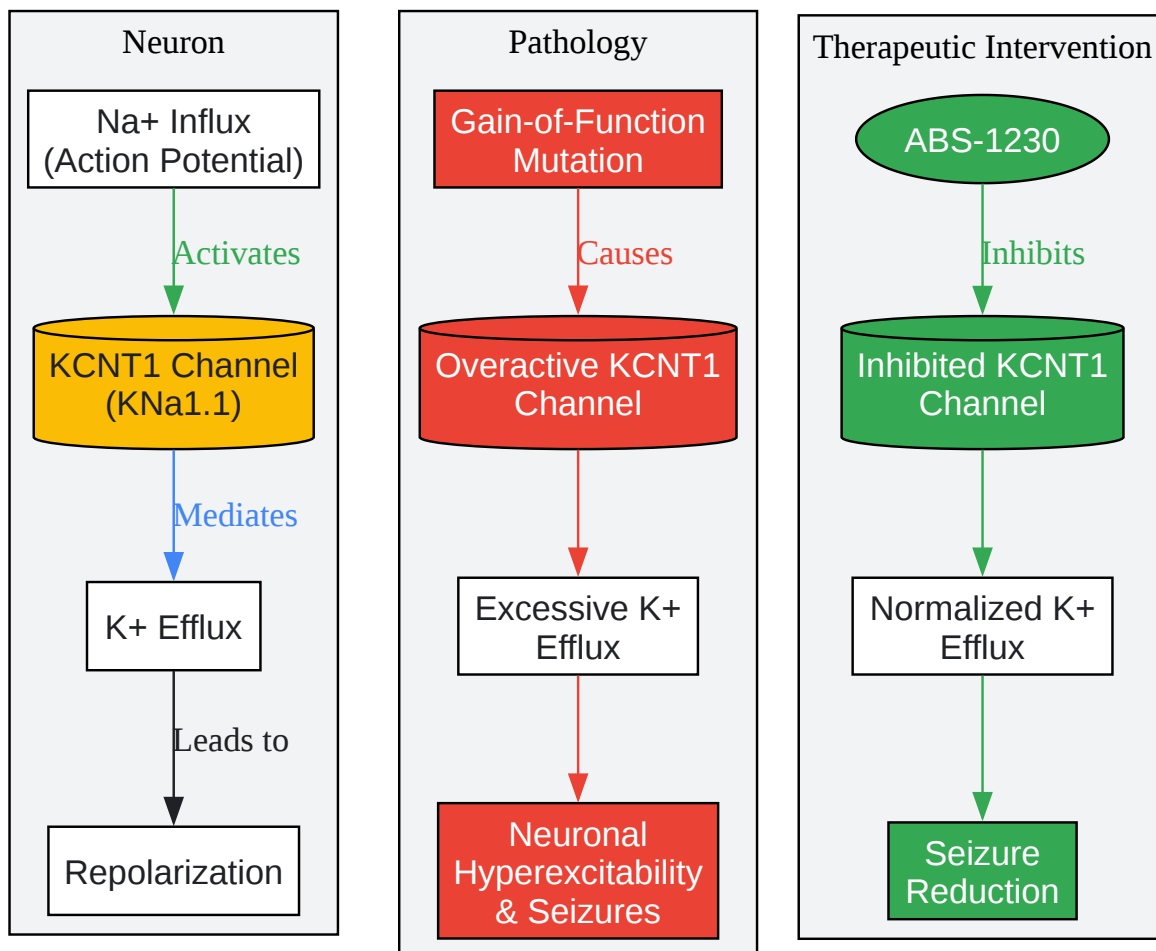 Neuron
Na+ Influx
(Action Potential)
Activates
KCNT1 Channel
(KNa1.1)
Mediates
K+ Efflux
Leads to
Repolarization
Pathology
Gain-of-Function
Mutation
Causes
Overactive KCNT1
Channel
Excessive K+
Efflux
Neuronal
Hyperexcitability
& Seizures
Therapeutic Intervention
ABS-1230
Inhibits
Inhibited KCNT1
Channel
Normalized K+
Efflux
Seizure
Reduction